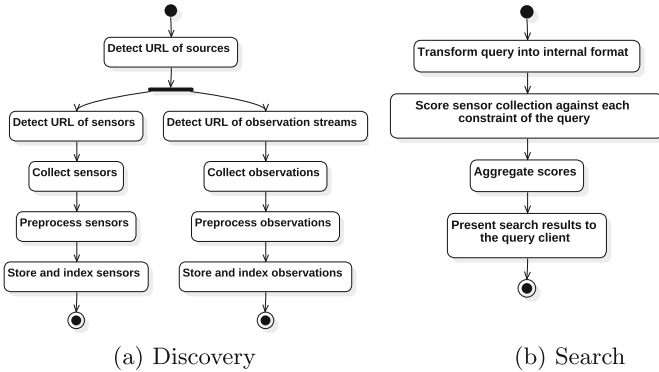 Detect URL of sources
Detect URL of sensors
Collect sensors
Preprocess sensors
Store and index sensors
Detect URL of observation streams
Collect observations
Preprocess observations
Store and index observations
(a) Discovery
Transform query into internal format
Score sensor collection against each
constraint of the query
Aggregate scores
Present search results to
the query client
(b) Search